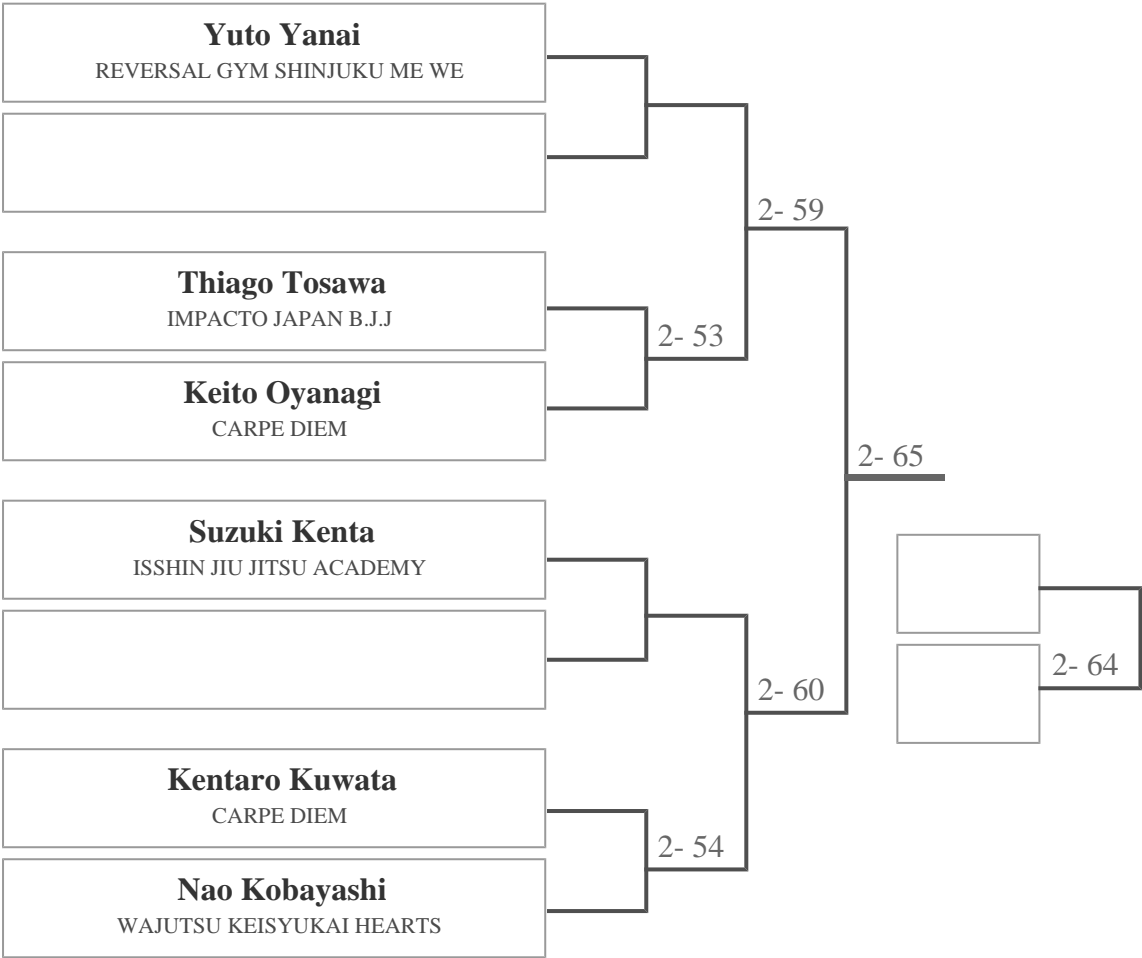 Yuto Yanai
REVERSAL GYM SHINJUKU ME WE
2- 59
Thiago Tosawa
IMPACTO JAPAN B.J.J
2- 53
Keito Oyanagi
CARPE DIEM
2- 65
Suzuki Kenta
ISSHIN JIU JITSU ACADEMY
2- 64
2- 60
Kentaro Kuwata
CARPE DIEM
2- 54
Nao Kobayashi
WAJUTSU KEISYUKAI HEARTS